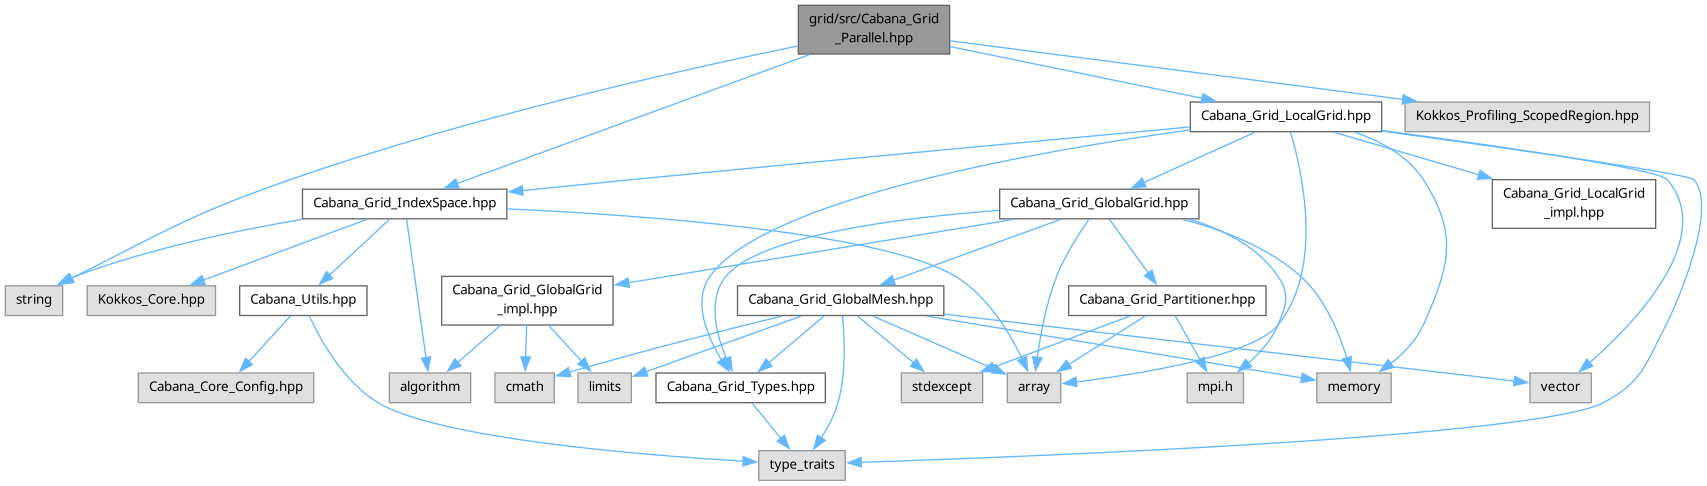 grid/src/Cabana_Grid
_Parallel.hpp
Cabana_Grid_LocalGrid.hpp
Kokkos_Profiling_ScopedRegion.hpp
Cabana_Grid_IndexSpace.hpp
Cabana_Grid_GlobalGrid.hpp
Cabana_Grid_LocalGrid
_impl.hpp
string
Kokkos_Core.hpp
Cabana_Utils.hpp
Cabana_Grid_GlobalGrid
_impl.hpp
Cabana_Grid_GlobalMesh.hpp
Cabana_Grid_Partitioner.hpp
Cabana_Core_Config.hpp
algorithm
cmath
limits
Cabana_Grid_Types.hpp
stdexcept
array
mpi.h
memory
vector
type_traits